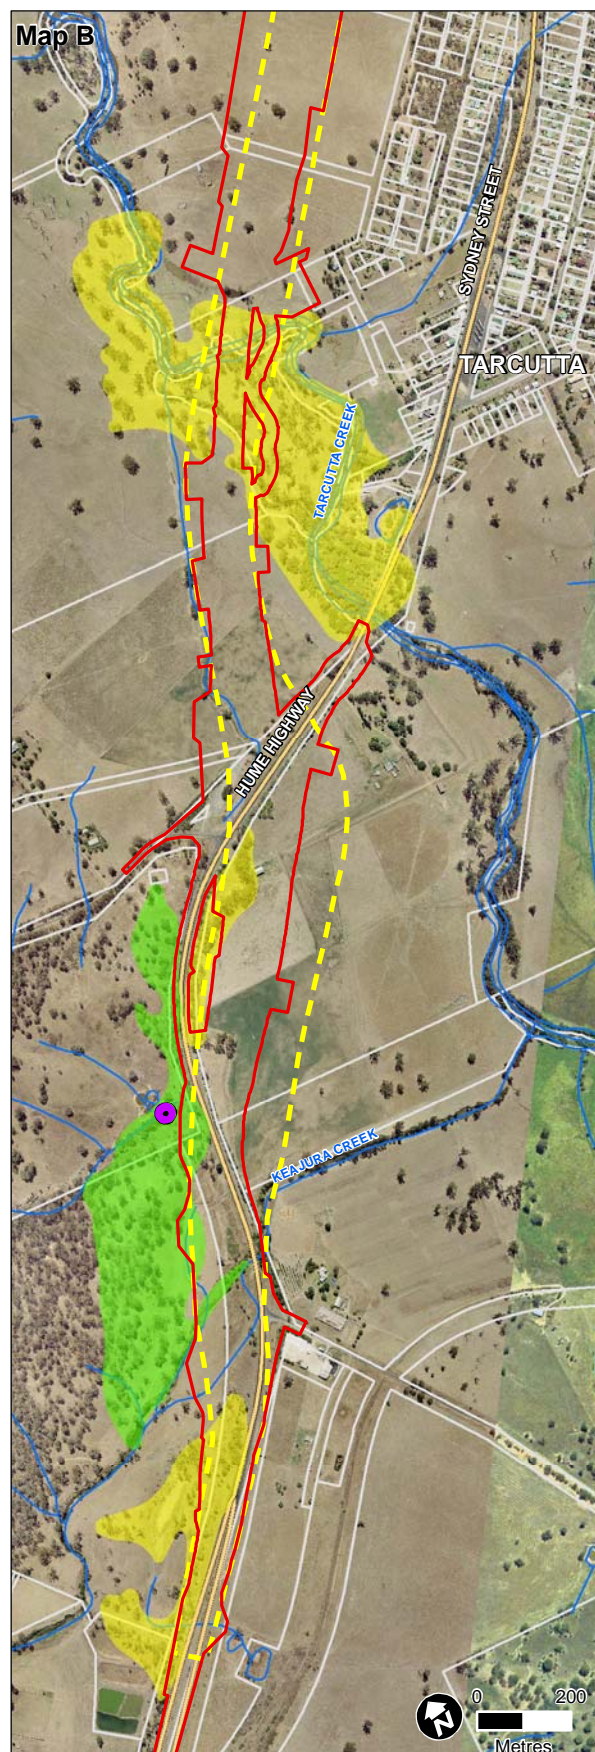 Map B
SYDNEY STREET
TARCUTTA
TARCUTTA CREEK
HUME HIGHWAY
KEAJURA CREEK
N
0 200
Metres